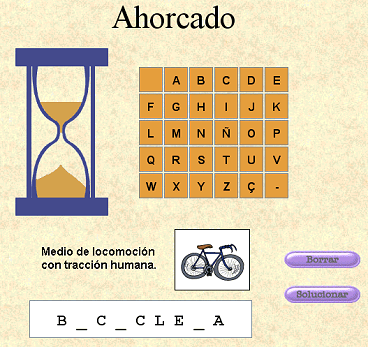 Ahorcado
A B C D E
F G H I J K
L M N Ñ O P
Q R S T U V
W X Y Z Ç -
Medio de locomoción
con tracción humana.
Borrar
Solucionar
B _ C _ CLE _ A